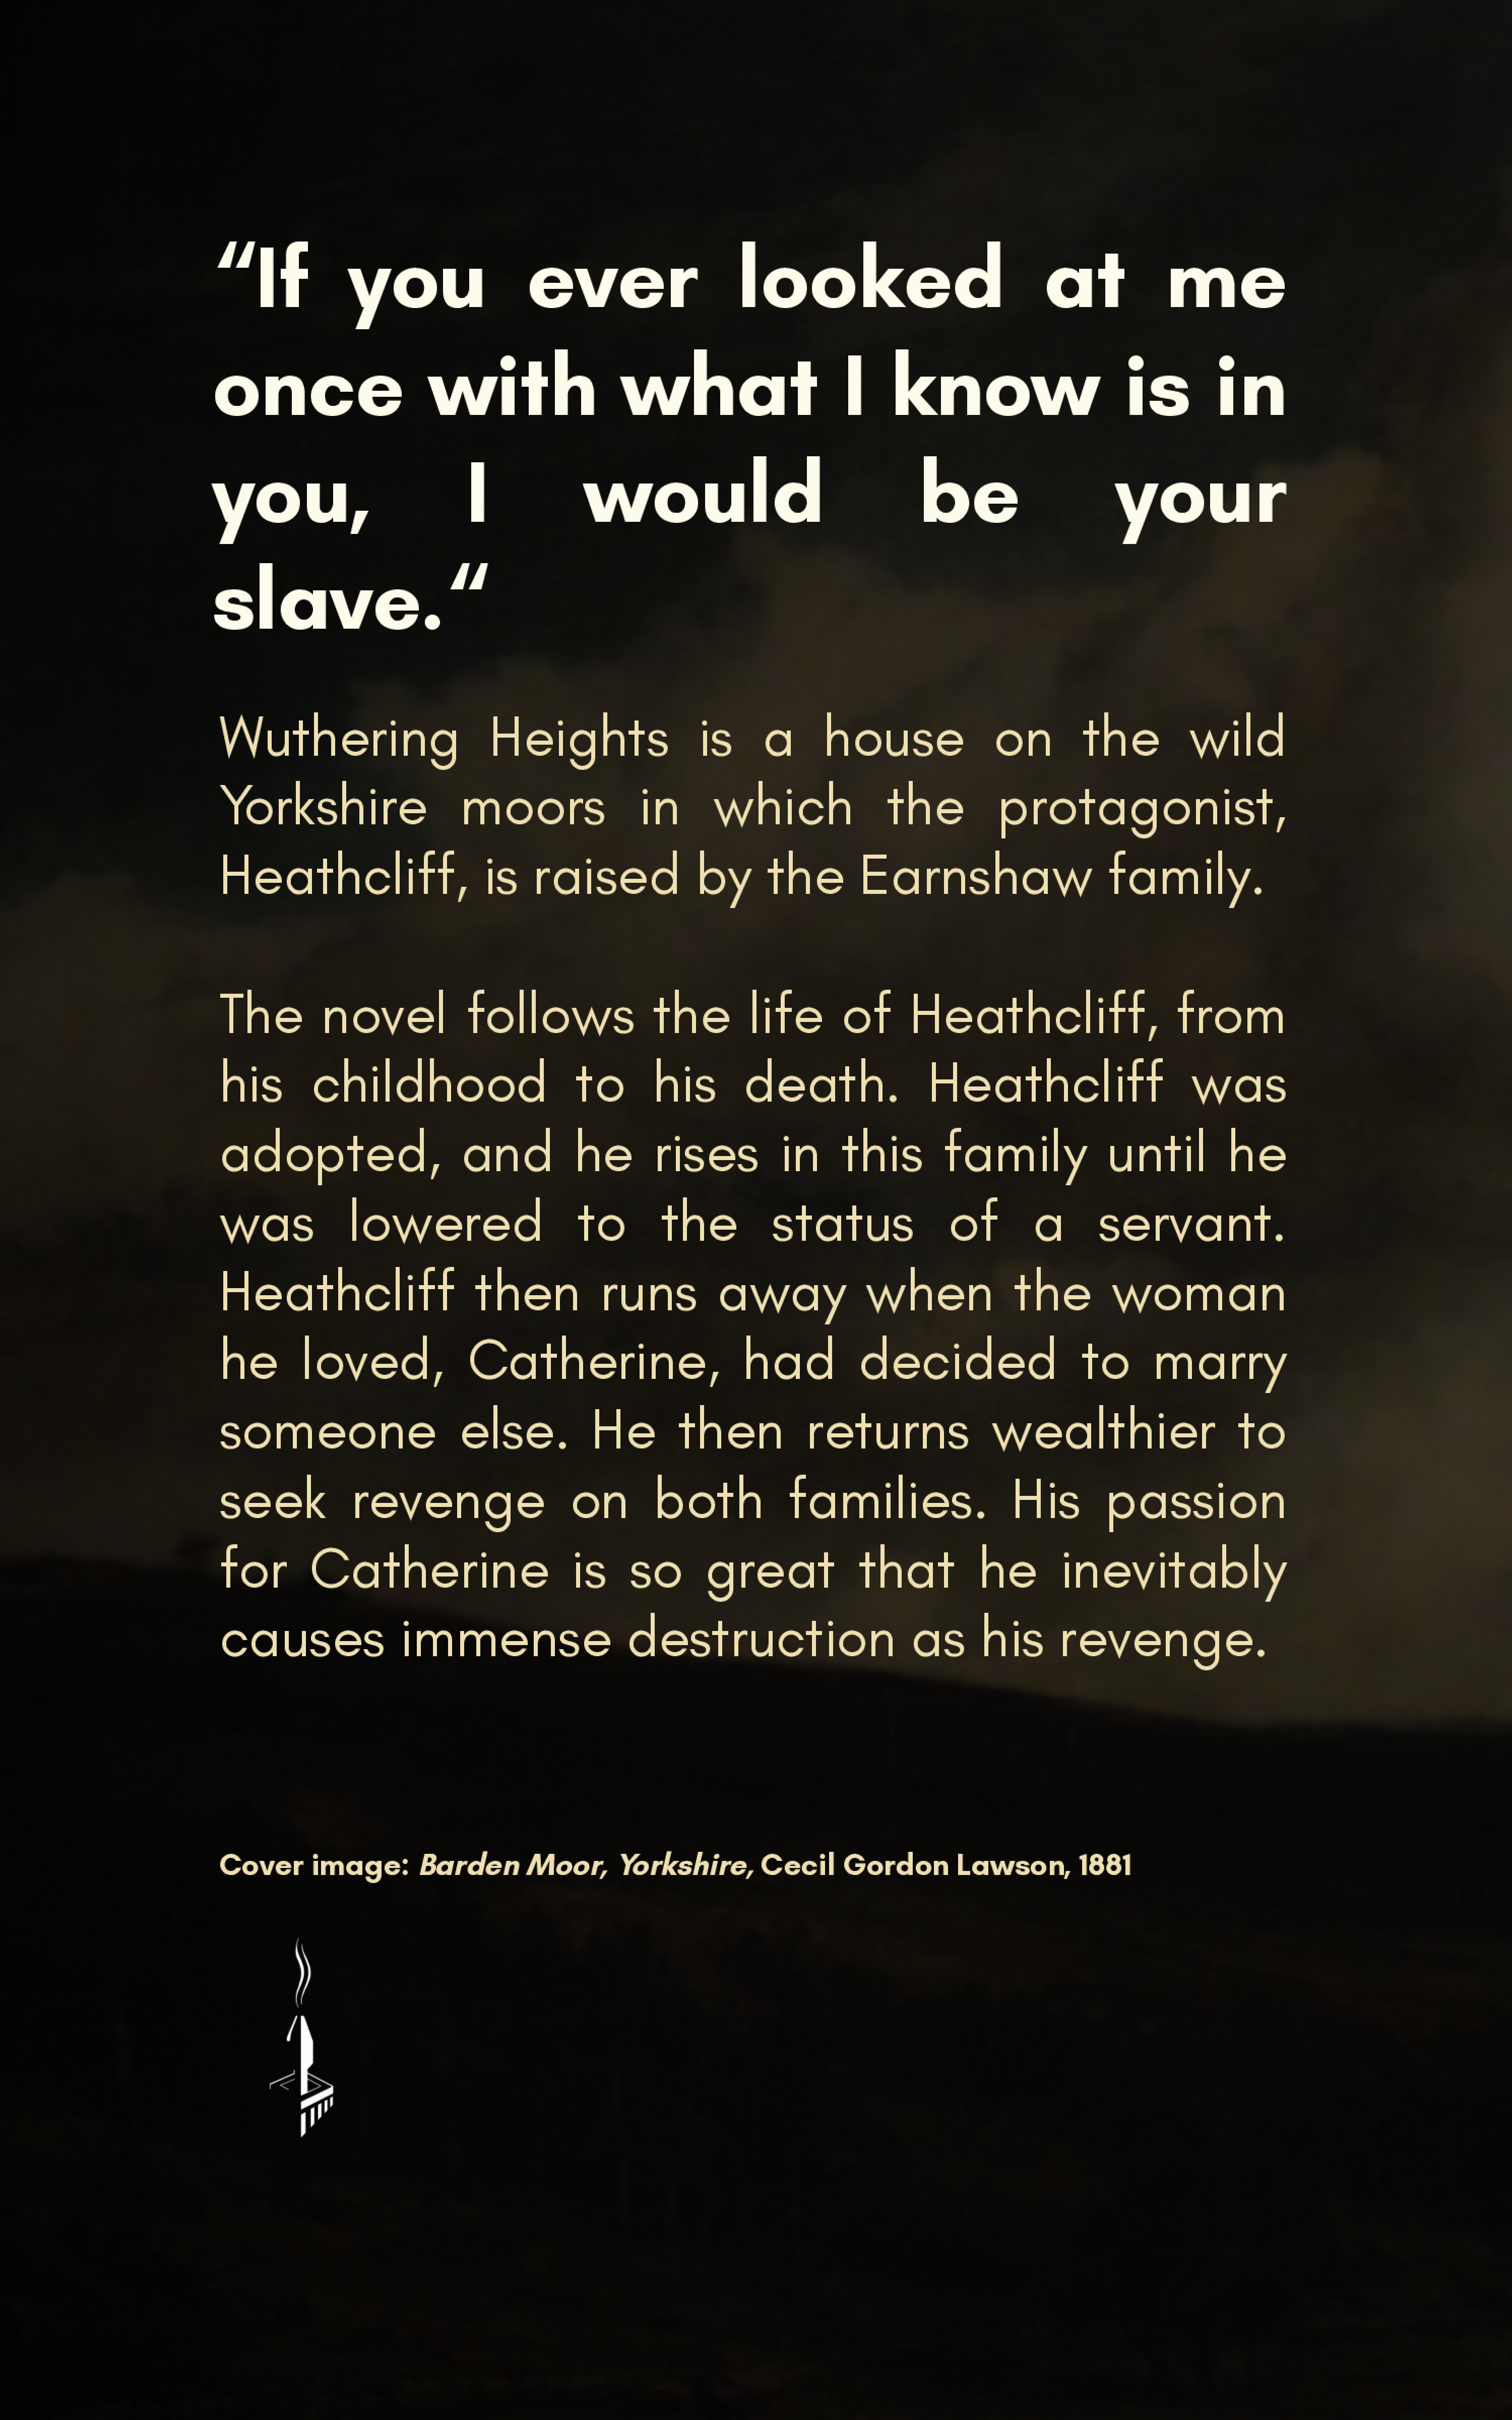 “If you ever looked at me
once with what I know is in
you, I would be your
slave.“
Wuthering Heights is a house on the wild
Yorkshire moors in which the protagonist,
Heathcliff, is raised by the Earnshaw family.
The novel follows the life of Heathcliff, from
his childhood to his death. Heathcliff was
adopted, and he rises in this family until he
was lowered to the status of a servant.
Heathcliff then runs away when the woman
he loved, Catherine, had decided to marry
someone else. He then returns wealthier to
seek revenge on both families. His passion
for Catherine is so great that he inevitably
causes immense destruction as his revenge.
Cover image: Barden Moor, Yorkshire, Cecil Gordon Lawson, 1881